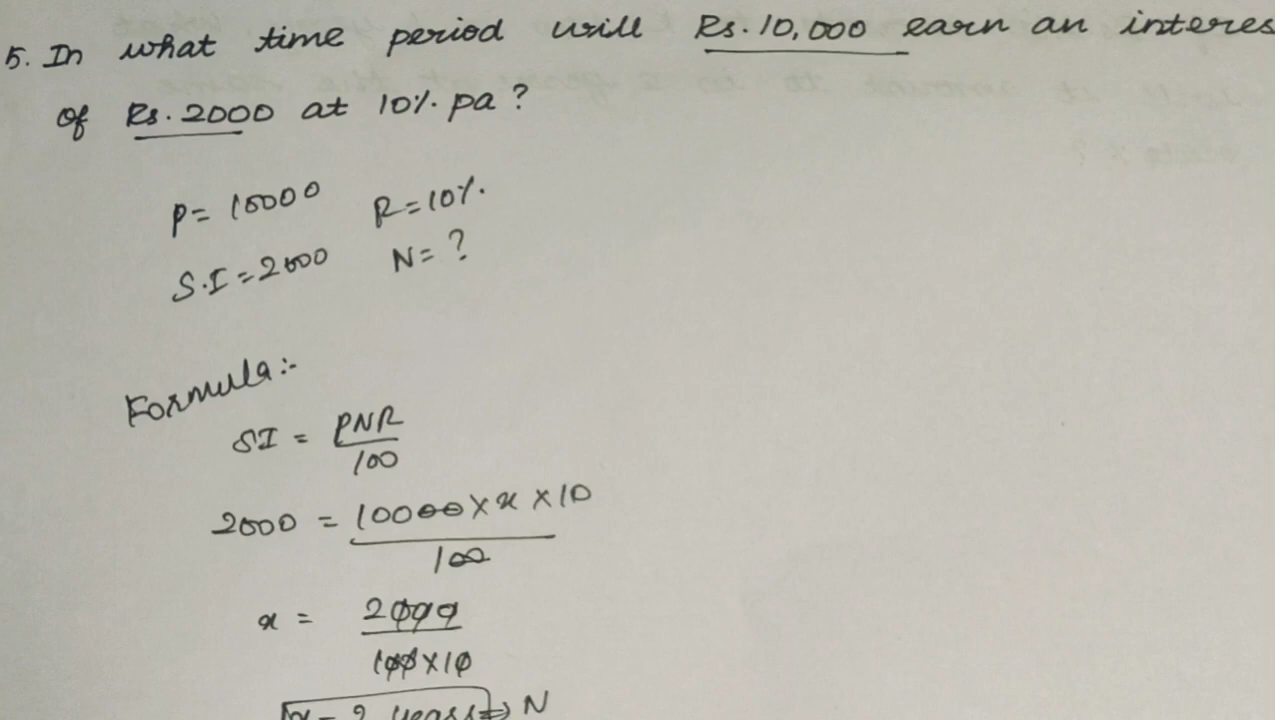 5. In what time period will Rs. 10,000 earn an interes
of Rs. 2000 at 10%. pa ?
P = 10000 R = 10%.
S.I = 2000 N = ?
Formula :-
SI = PNR
100
2000 = 10000 X x X 10
100
x = 2000
100 X 10
x = 2 years => N